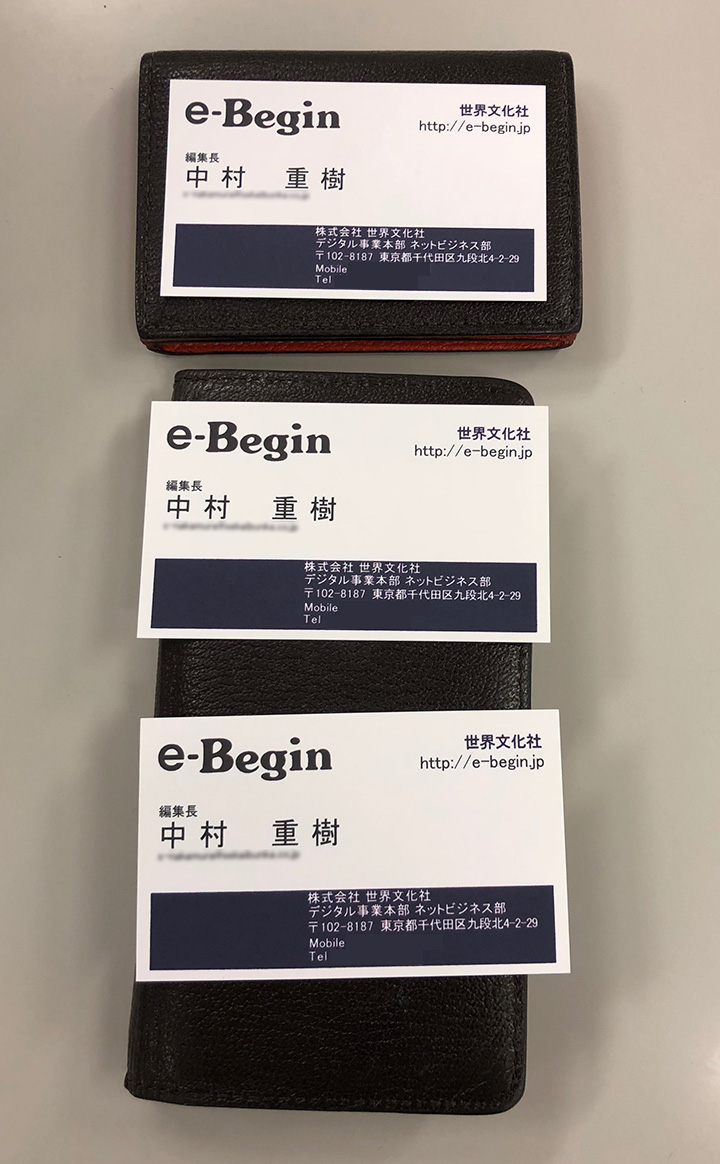 e-Begin
世界文化社
http://e-begin.jp
編集長
中村 重樹
株式会社 世界文化社
デジタル事業本部 ネットビジネス部
〒102-8187 東京都千代田区九段北4-2-29
Mobile
Tel
e-Begin
世界文化社
http://e-begin.jp
編集長
中村 重樹
株式会社 世界文化社
デジタル事業本部 ネットビジネス部
〒102-8187 東京都千代田区九段北4-2-29
Mobile
Tel
e-Begin
世界文化社
http://e-begin.jp
編集長
中村 重樹
株式会社 世界文化社
デジタル事業本部 ネットビジネス部
〒102-8187 東京都千代田区九段北4-2-29
Mobile
Tel